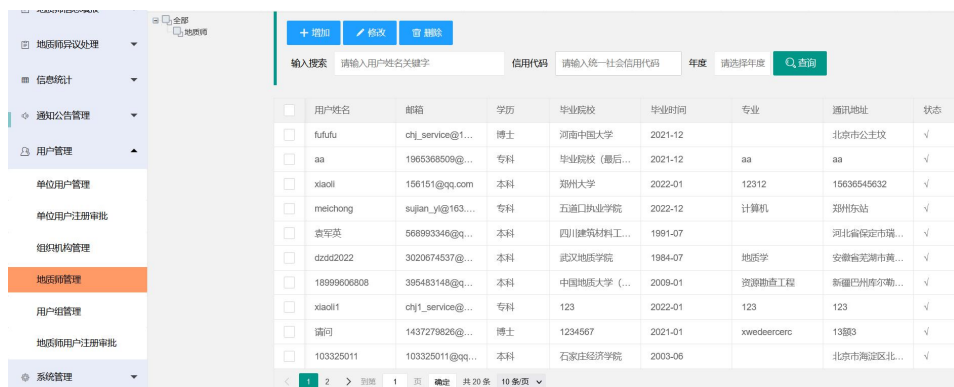 全部
地质师
地质师异议处理
信息统计
通知公告管理
用户管理
单位用户管理
单位用户注册审批
组织机构管理
地质师管理
用户组管理
地质师用户注册审批
系统管理
增加 修改 删除
输入搜索 请输入用户姓名关键字 信用代码 请输入统一社会信用代码 年度 请选择年度 查询
用户姓名 邮箱 学历 毕业院校 毕业时间 专业 通讯地址 状态
fufufu chj_service@1... 博士 河南中国大学 2021-12 北京市公主坟 √
aa 1965368509@... 专科 毕业院校（最后... 2021-12 aa aa √
xiaoli 156151@qq.com 本科 郑州大学 2022-01 12312 15636545632 √
meichong sujian_yl@163.... 专科 五道口执业学院 2022-12 计算机 郑州东站 √
袁军英 568993346@q... 本科 四川建筑材料工... 1991-07 河北省保定市瑞... √
dzdd2022 3020674537@... 本科 武汉地质学院 1984-07 地质学 安徽省芜湖市黄... √
18999606808 395483148@q... 本科 中国地质大学（... 2009-01 资源勘查工程 新疆巴州库尔勒... √
xiaoli1 chj1_service@... 专科 123 2022-01 123 123 √
请问 1437279826@... 博士 1234567 2021-01 xwedeercerc 13额3 √
103325011 103325011@qq... 本科 石家庄经济学院 2003-06 北京市海淀区北... √
1 2 到第 1 页 确定 共20条 10条/页